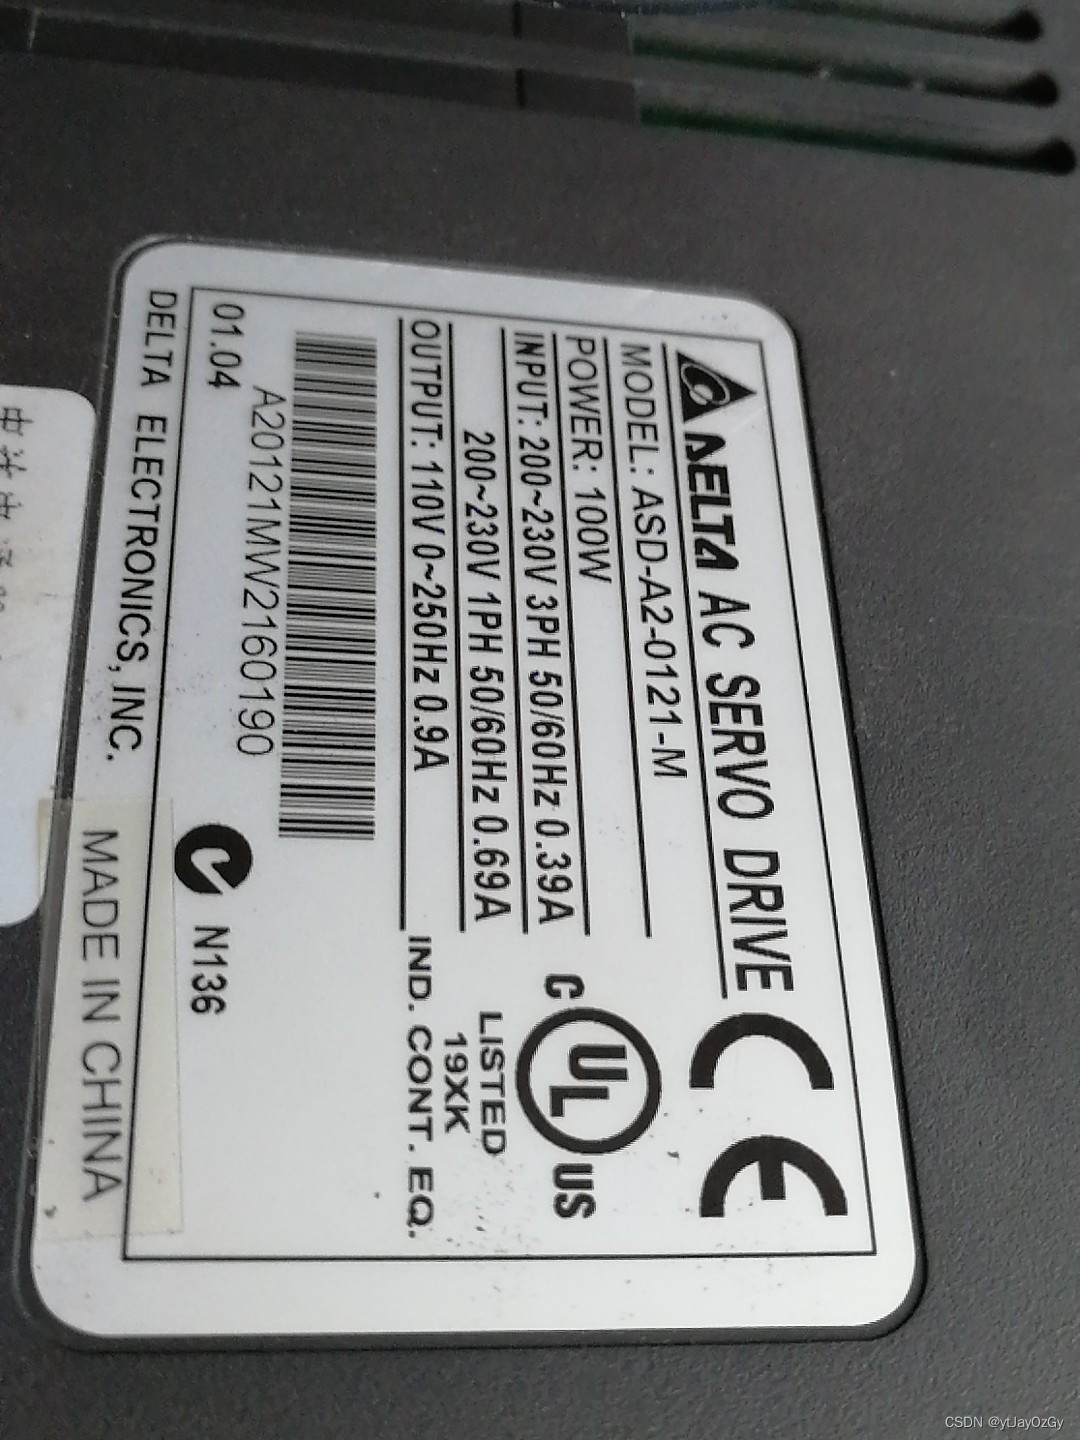 DELTA AC SERVO DRIVE
MODEL: ASD-A2-0121-M
POWER: 100W
INPUT: 200~230V 3PH 50/60Hz 0.39A
200~230V 1PH 50/60Hz 0.69A
OUTPUT: 110V 0~250Hz 0.9A
CE
C UL US
LISTED
19XK
IND. CONT. EQ.
A20121MW2160190
01.04
N136
DELTA ELECTRONICS, INC.
MADE IN CHINA
CSDN @ytJayOzGy